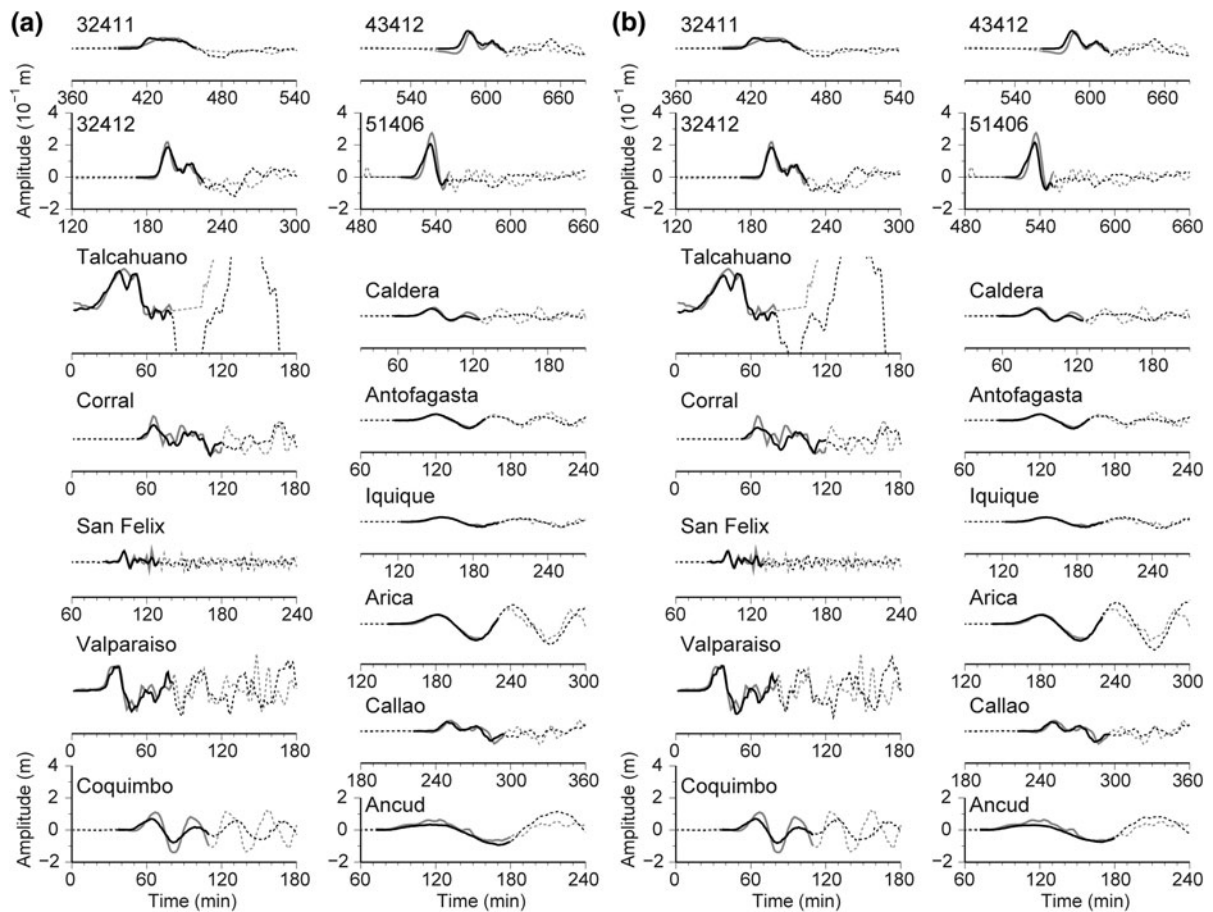 (a)
32411
360 420 480 540
43412
540 600 660
Amplitude (10⁻¹ m)
4
2
0
−2
32412
120 180 240 300
51406
480 540 600 660
Talcahuano
0 60 120 180
Caldera
60 120 180
Corral
0 60 120 180
Antofagasta
60 120 180 240
San Felix
60 120 180 240
Iquique
120 180 240
Valparaiso
0 60 120 180
Arica
120 180 240 300
Callao
180 240 300 360
Amplitude (m)
4
2
0
−2
Coquimbo
0 60 120 180
Time (min)
2
0
−2
Ancud
60 120 180 240
Time (min)
(b)
32411
360 420 480 540
43412
540 600 660
Amplitude (10⁻¹ m)
4
2
0
−2
32412
120 180 240 300
51406
480 540 600 660
Talcahuano
0 60 120 180
Caldera
60 120 180
Corral
0 60 120 180
Antofagasta
60 120 180 240
San Felix
60 120 180 240
Iquique
120 180 240
Valparaiso
0 60 120 180
Arica
120 180 240 300
Callao
180 240 300 360
Amplitude (m)
4
2
0
−2
Coquimbo
0 60 120 180
Time (min)
2
0
−2
Ancud
60 120 180 240
Time (min)